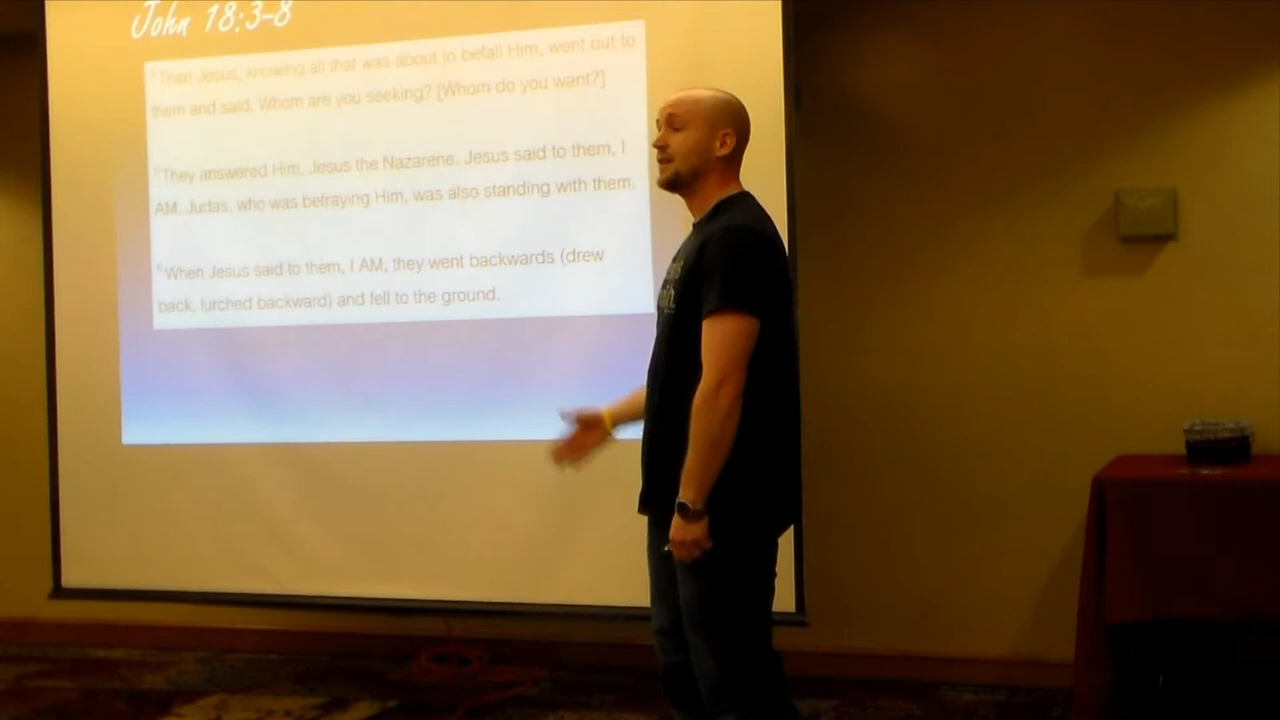 John 18:3-8
Then Jesus, knowing all that was about to befall Him, went out to
them and said, Whom are you seeking? [Whom do you want?]
They answered Him, Jesus the Nazarene. Jesus said to them, I
AM. Judas, who was betraying Him, was also standing with them.
When Jesus said to them, I AM, they went backwards (drew
back, lurched backward) and fell to the ground.